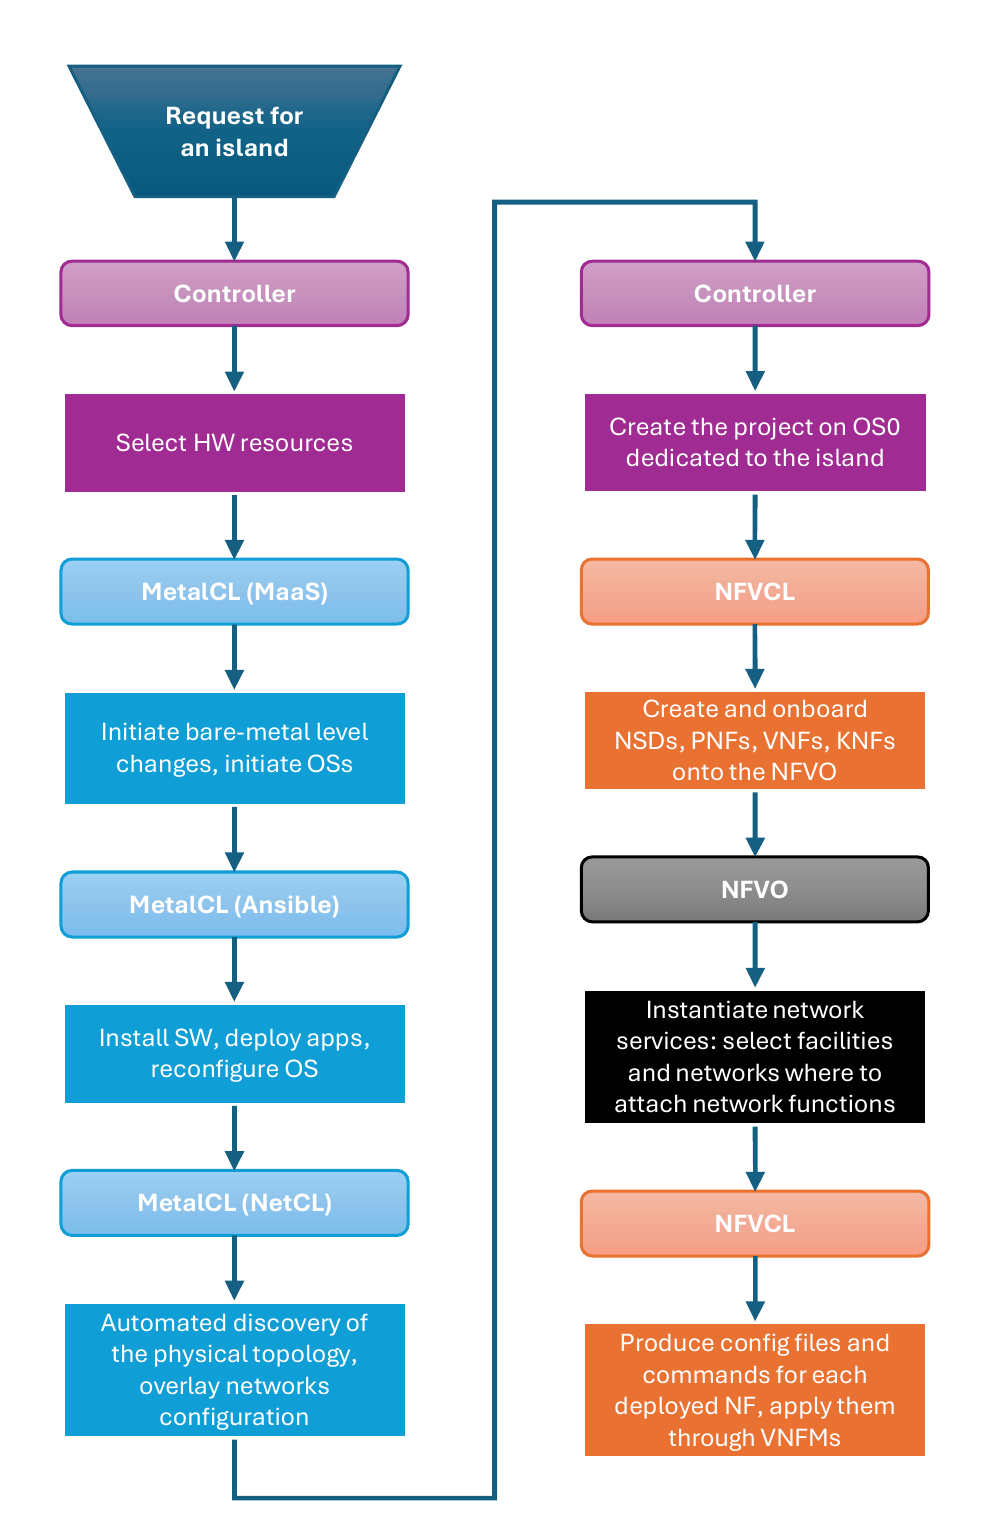 Request for
an island
Controller
Select HW resources
MetalCL (MaaS)
Initiate bare-metal level
changes, initiate OSs
MetalCL (Ansible)
Install SW, deploy apps,
reconfigure OS
MetalCL (NetCL)
Automated discovery of
the physical topology,
overlay networks
configuration
Controller
Create the project on OS0
dedicated to the island
NFVCL
Create and onboard
NSDs, PNFs, VNFs, KNFs
onto the NFVO
NFVO
Instantiate network
services: select facilities
and networks where to
attach network functions
NFVCL
Produce config files and
commands for each
deployed NF, apply them
through VNFMs